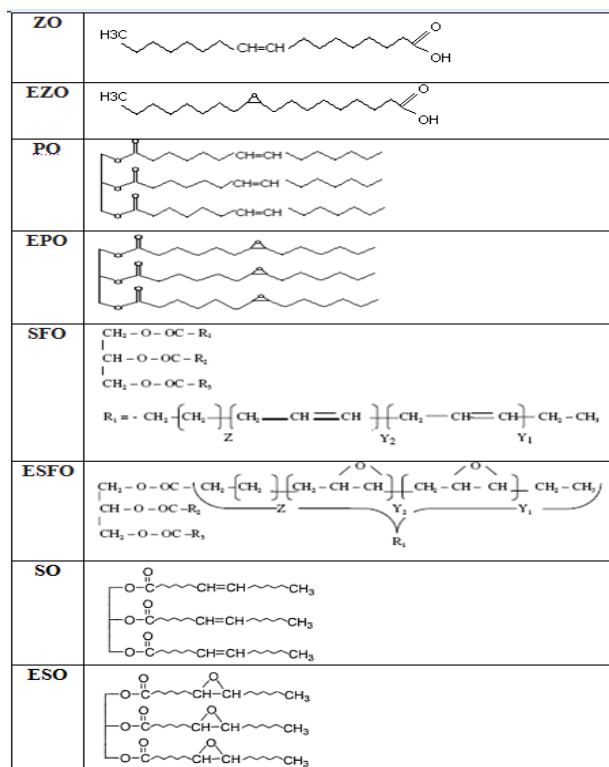 ZO
H3C CH=CH O OH
EZO
H3C O O OH
PO
O O CH=CH
O O CH=CH
O O CH=CH
EPO
O O O
O O O
O O O
SFO
CH₂ – O – OC – R₁
CH – O – OC – R₂
CH₂ – O – OC – R₃
R₁ = - CH₂ CH₂ CH₂ CH CH CH₂ CH CH CH₂ – CH₃
Z Y₂ Y₁
ESFO
O O
CH₂ – O – OC – CH₂ CH₂ CH₂ – CH – CH CH₂ – CH – CH CH₂ – CH₃
CH – O – OC – R₂ Z Y₂ Y₁
CH₂ – O – OC – R₃
R₁
SO
O
O–C CH=CH CH₃
O
O–C CH=CH CH₃
O
O–C CH=CH CH₃
ESO
O O
O–C CH–CH CH₃
O O
O–C CH–CH CH₃
O O
O–C CH–CH CH₃